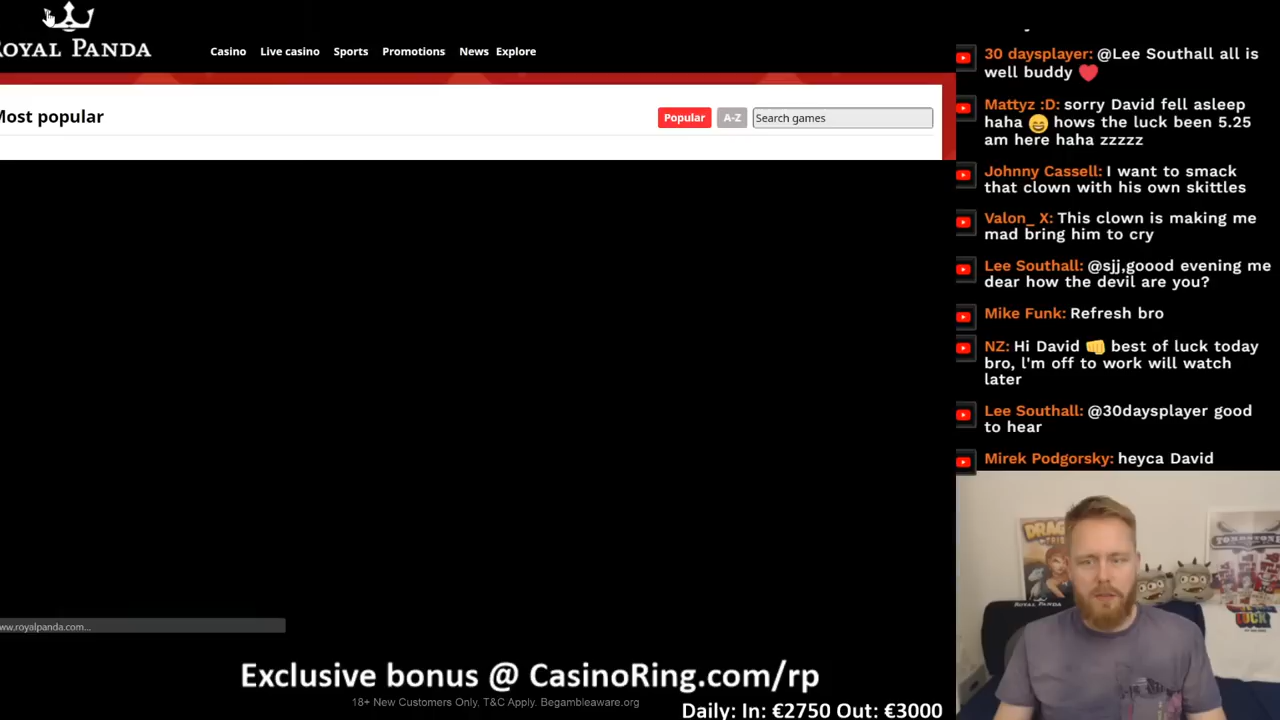 ROYAL PANDA
Casino Live casino Sports Promotions News Explore
Most popular
Popular A-Z Search games
www.royalpanda.com...
Exclusive bonus @ CasinoRing.com/rp
18+ New Customers Only. T&C Apply. Begambleaware.org
Daily: In: €2750 Out: €3000
30 daysplayer: @Lee Southall all is
well buddy ❤️
Mattyz :D: sorry David fell asleep
haha 😄 hows the luck been 5.25
am here haha zzzzz
Johnny Cassell: I want to smack
that clown with his own skittles
Valon_ X: This clown is making me
mad bring him to cry
Lee Southall: @sjj,goood evening me
dear how the devil are you?
Mike Funk: Refresh bro
NZ: Hi David 👊 best of luck today
bro, l'm off to work will watch
later
Lee Southall: @30daysplayer good
to hear
Mirek Podgorsky: heyca David
ROYAL PANDA